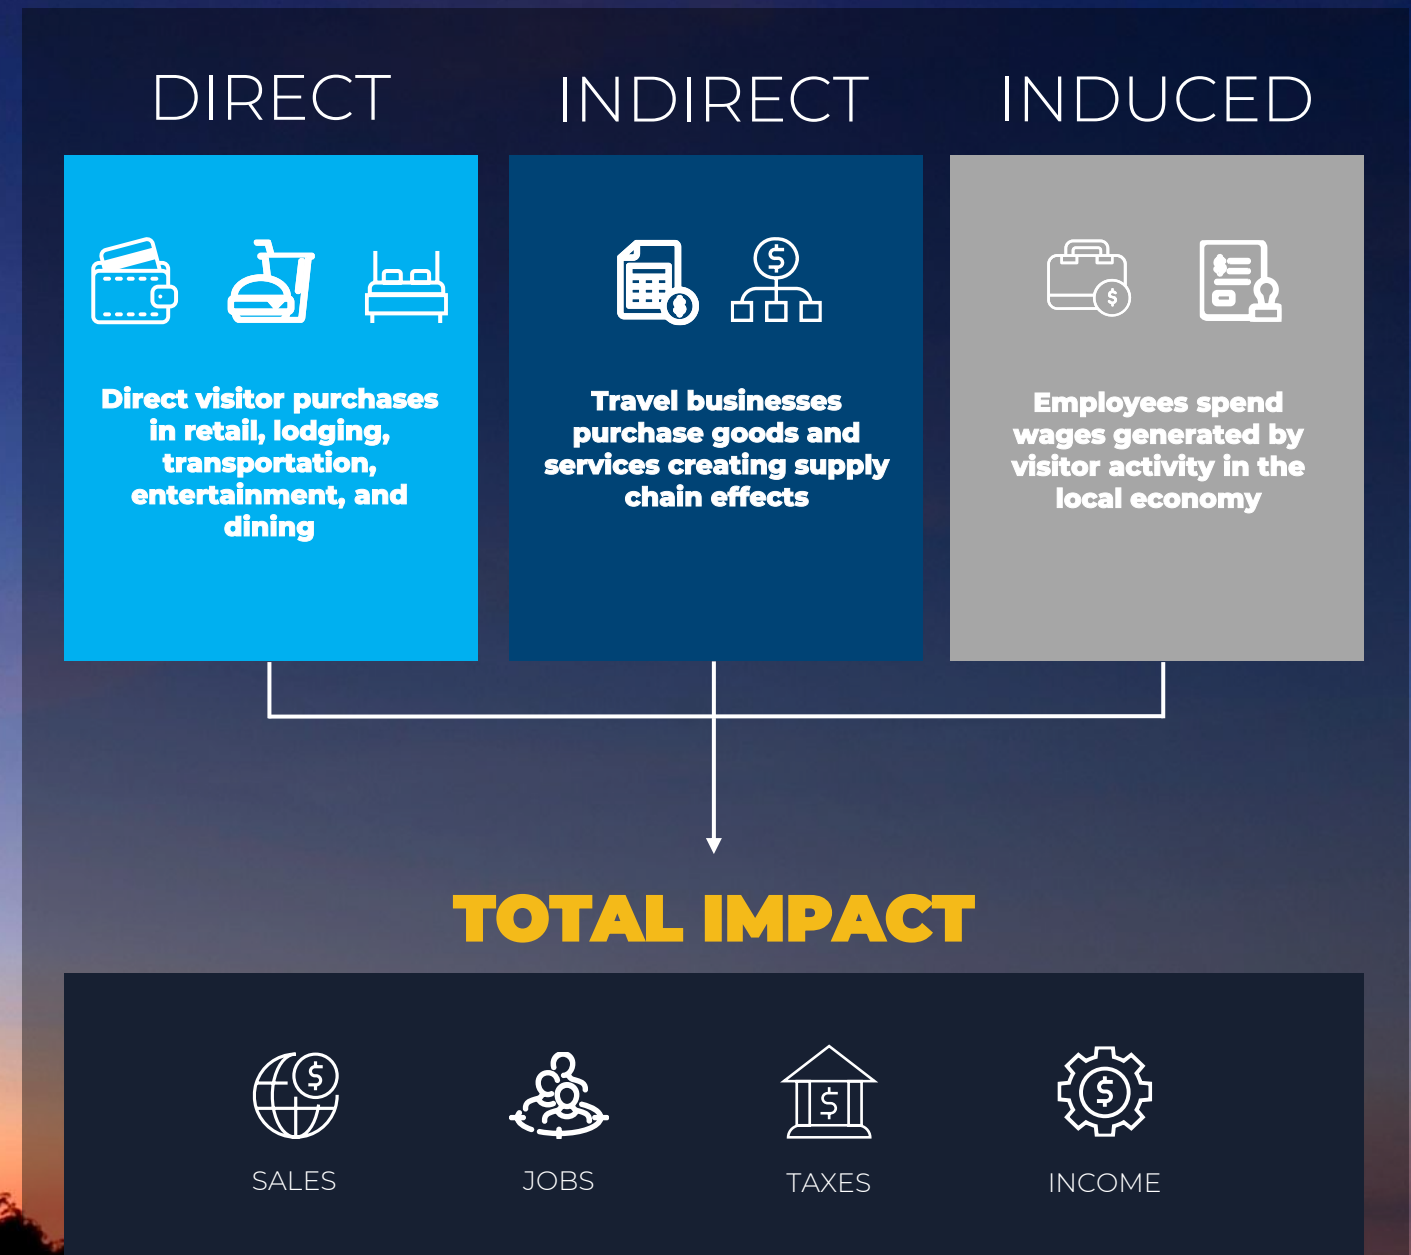 DIRECT
INDIRECT
INDUCED
Direct visitor purchases
in retail, lodging,
transportation,
entertainment, and
dining
Travel businesses
purchase goods and
services creating supply
chain effects
Employees spend
wages generated by
visitor activity in the
local economy
TOTAL IMPACT
SALES
JOBS
TAXES
INCOME